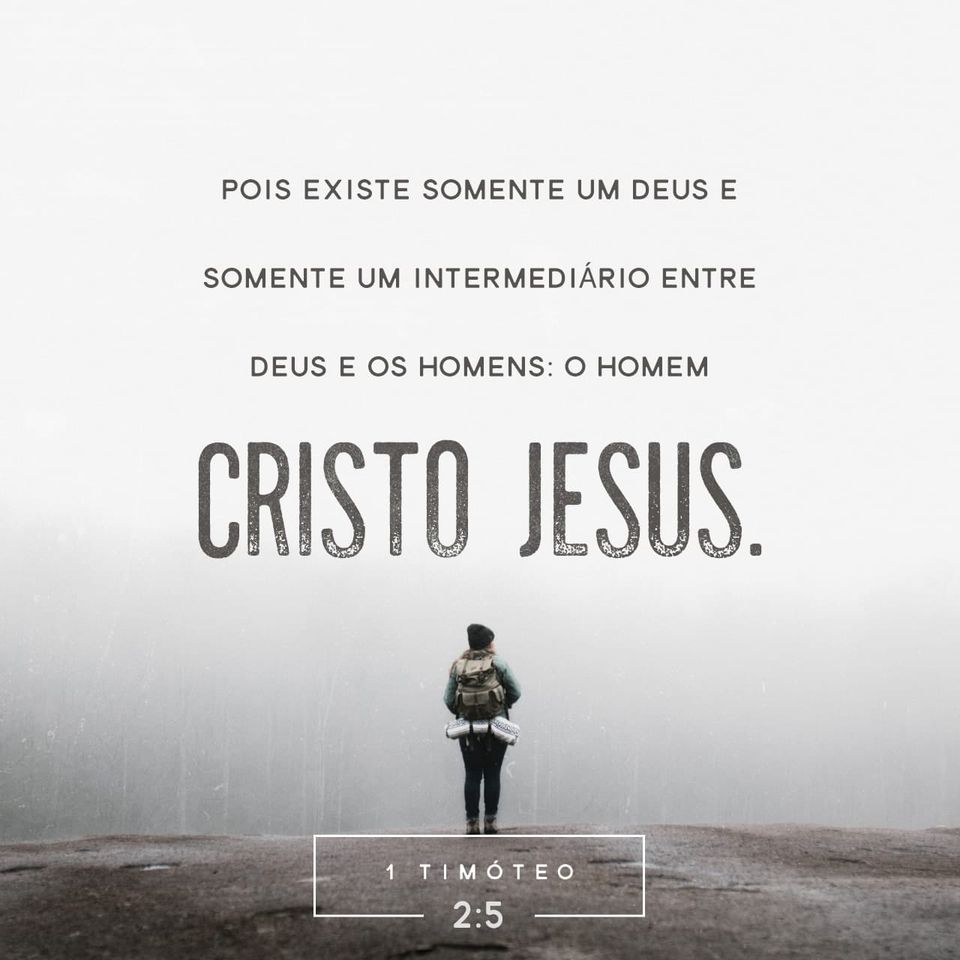 POIS EXISTE SOMENTE UM DEUS E
SOMENTE UM INTERMEDIÁRIO ENTRE
DEUS E OS HOMENS: O HOMEM
CRISTO JESUS.
1 TIMÓTEO
2:5